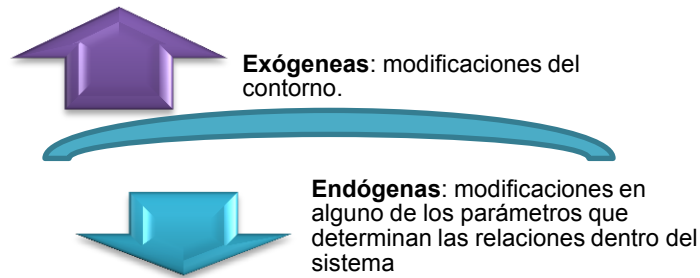 Exógeneas: modificaciones del
contorno.
Endógenas: modificaciones en
alguno de los parámetros que
determinan las relaciones dentro del
sistema